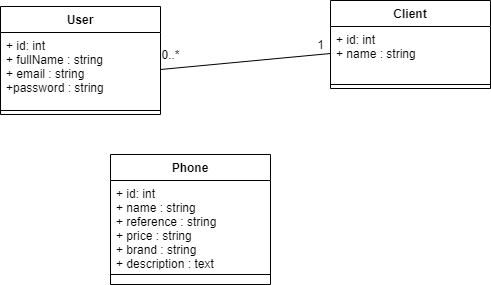 User
+ id: int
+ fullName : string
+ email : string
+password : string
0..*
1
Client
+ id: int
+ name : string
Phone
+ id: int
+ name : string
+ reference : string
+ price : string
+ brand : string
+ description : text